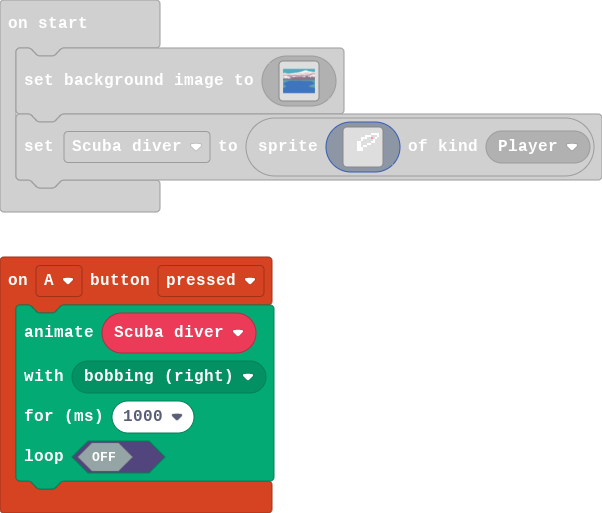 on start
set background image to
set Scuba diver to sprite of kind Player
on A button pressed
animate Scuba diver
with bobbing (right)
for (ms) 1000
loop OFF